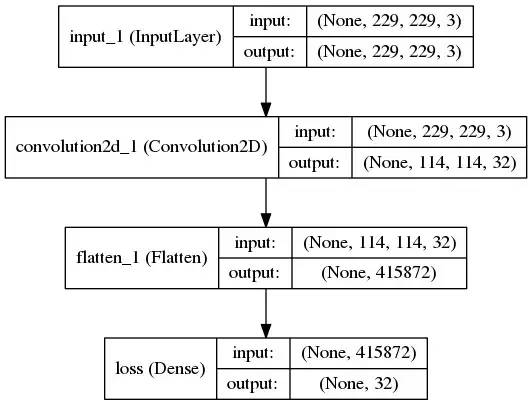 input_1 (InputLayer)
input: (None, 229, 229, 3)
output: (None, 229, 229, 3)
convolution2d_1 (Convolution2D)
input: (None, 229, 229, 3)
output: (None, 114, 114, 32)
flatten_1 (Flatten)
input: (None, 114, 114, 32)
output: (None, 415872)
loss (Dense)
input: (None, 415872)
output: (None, 32)